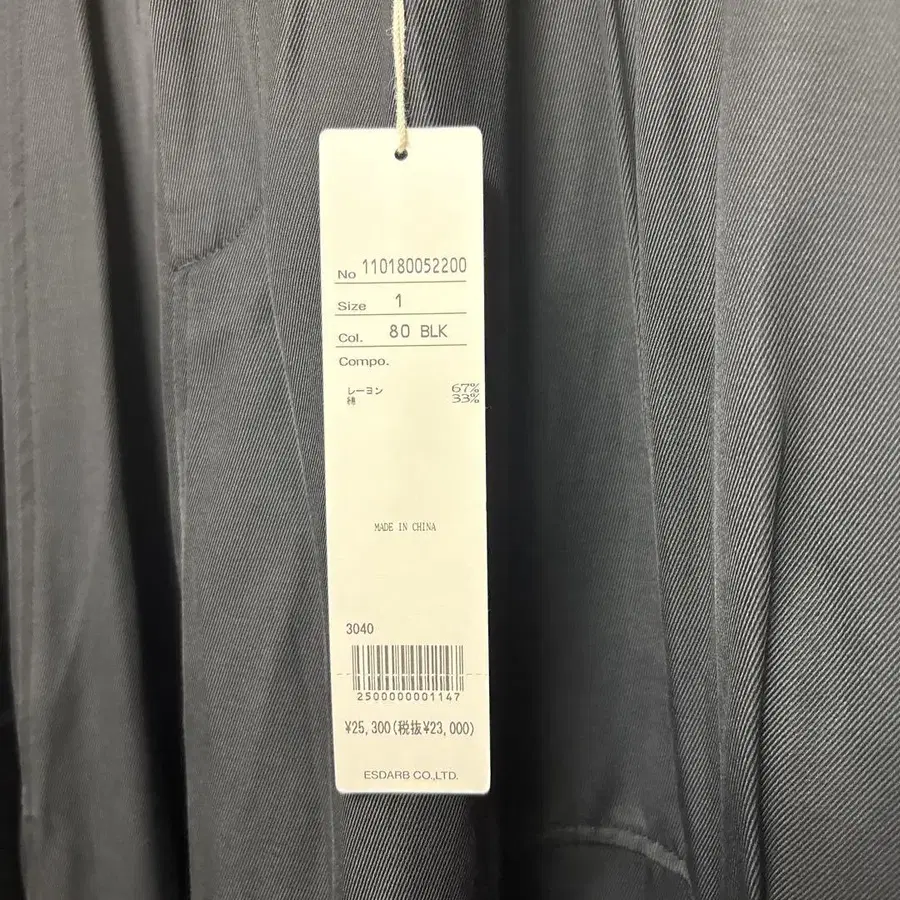 No 110180052200
Size 1
Col. 80 BLK
Compo.
レーヨン 67%
綿 33%
MADE IN CHINA
3040
2500000001147
¥25,300(税抜¥23,000)
ESDARB CO.,LTD.